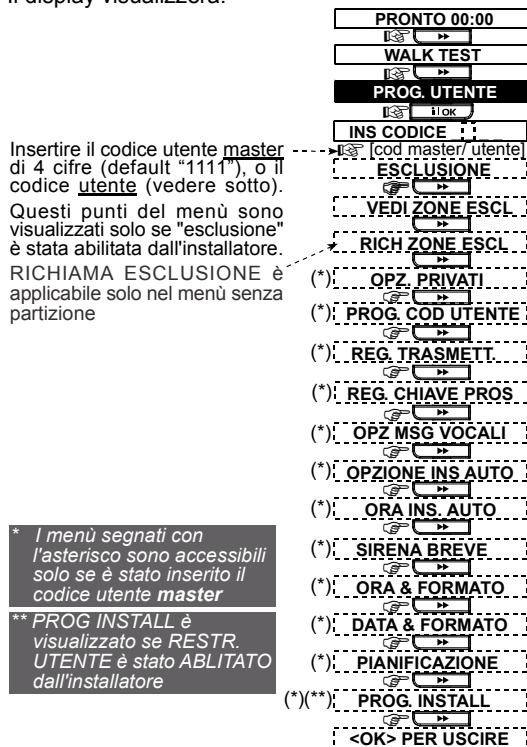 il display visualizzerà:
PRONTO 00:00
WALK TEST
PROG. UTENTE
i OK
INS CODICE _ _ _ _
Insertire il codice utente master di 4 cifre (default “1111”), o il codice utente (vedere sotto).
[cod master/ utente]
ESCLUSIONE
Questi punti del menù sono visualizzati solo se "esclusione" è stata abilitata dall'installatore.
VEDI ZONE ESCL
RICH ZONE ESCL
RICHIAMA ESCLUSIONE è applicabile solo nel menù senza partizione
(*) OPZ. PRIVATI
(*) PROG. COD UTENTE
(*) REG. TRASMETT.
(*) REG. CHIAVE PROS
(*) OPZ MSG VOCALI
(*) OPZIONE INS AUTO
(*) ORA INS. AUTO
* I menù segnati con l'asterisco sono accessibili solo se è stato inserito il codice utente master
(*) SIRENA BREVE
(*) ORA & FORMATO
** PROG INSTALL è visualizzato se RESTR. UTENTE è stato ABLITATO dall'installatore
(*) DATA & FORMATO
(*) PIANIFICAZIONE
(*)(**) PROG. INSTALL
<OK> PER USCIRE